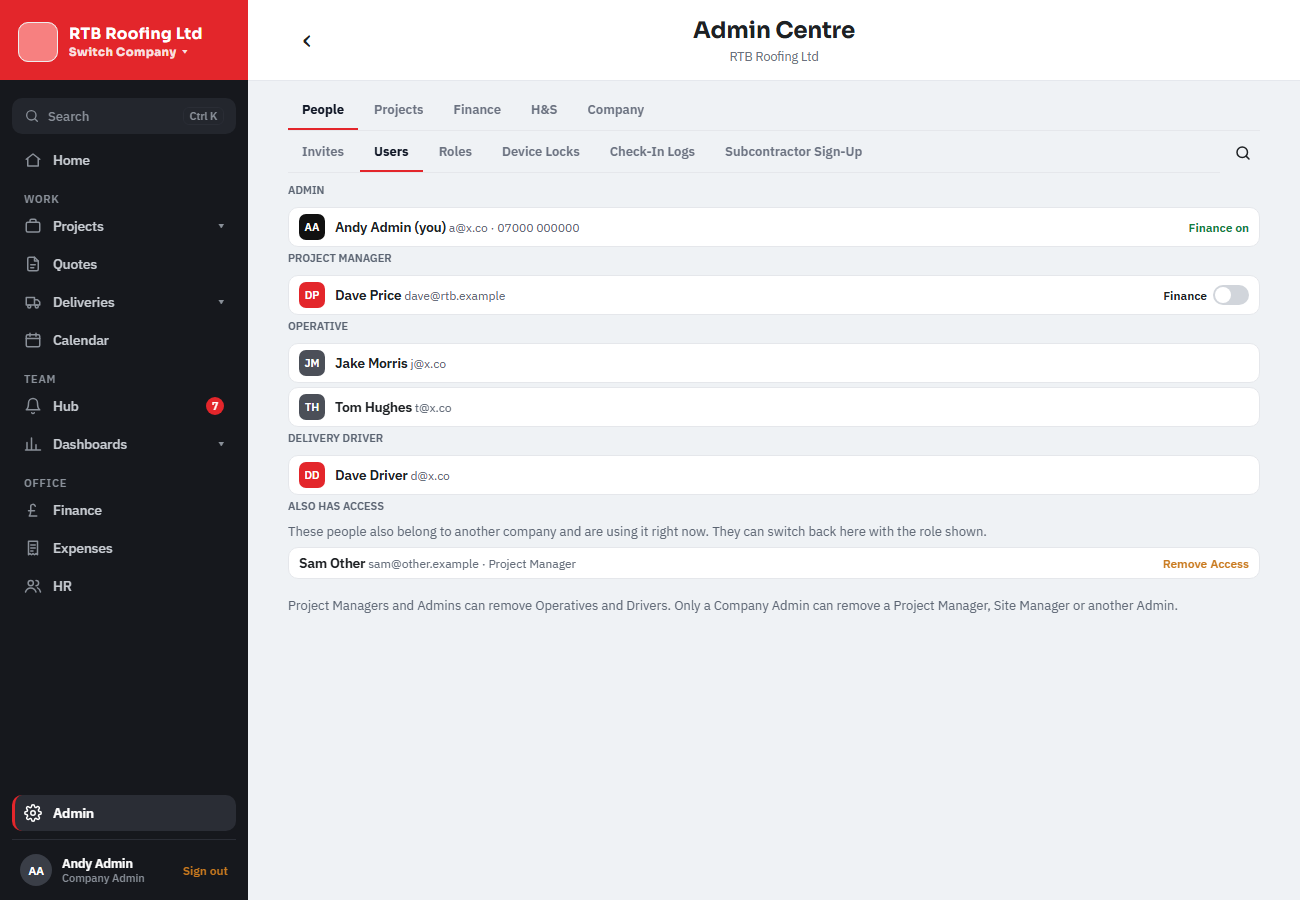 RTB Roofing Ltd
Switch Company
Search Ctrl K
Home
WORK
Projects
Quotes
Deliveries
Calendar
TEAM
Hub 7
Dashboards
OFFICE
Finance
Expenses
HR
Admin
AA Andy Admin
Company Admin
Sign out
Admin Centre
RTB Roofing Ltd
People Projects Finance H&S Company
Invites Users Roles Device Locks Check-In Logs Subcontractor Sign-Up
ADMIN
AA Andy Admin (you) a@x.co · 07000 000000 Finance on
PROJECT MANAGER
DP Dave Price dave@rtb.example Finance
OPERATIVE
JM Jake Morris j@x.co
TH Tom Hughes t@x.co
DELIVERY DRIVER
DD Dave Driver d@x.co
ALSO HAS ACCESS
These people also belong to another company and are using it right now. They can switch back here with the role shown.
Sam Other sam@other.example · Project Manager Remove Access
Project Managers and Admins can remove Operatives and Drivers. Only a Company Admin can remove a Project Manager, Site Manager or another Admin.